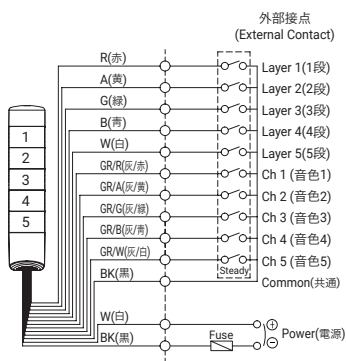 外部接点
(External Contact)
R(赤)
Layer 1(1段)
A(黄)
Layer 2(2段)
G(緑)
Layer 3(3段)
B(青)
Layer 4(4段)
W(白)
Layer 5(5段)
GR/R(灰/赤)
Ch 1 (音色1)
GR/A(灰/黄)
Ch 2 (音色2)
GR/G(灰/緑)
Ch 3 (音色3)
GR/B(灰/青)
Ch 4 (音色4)
GR/W(灰/白)
Ch 5 (音色5)
Steady
BK(黒)
Common(共通)
1
2
3
4
5
W(白)
⊕
Power(電源)
BK(黒)
Fuse
⊖